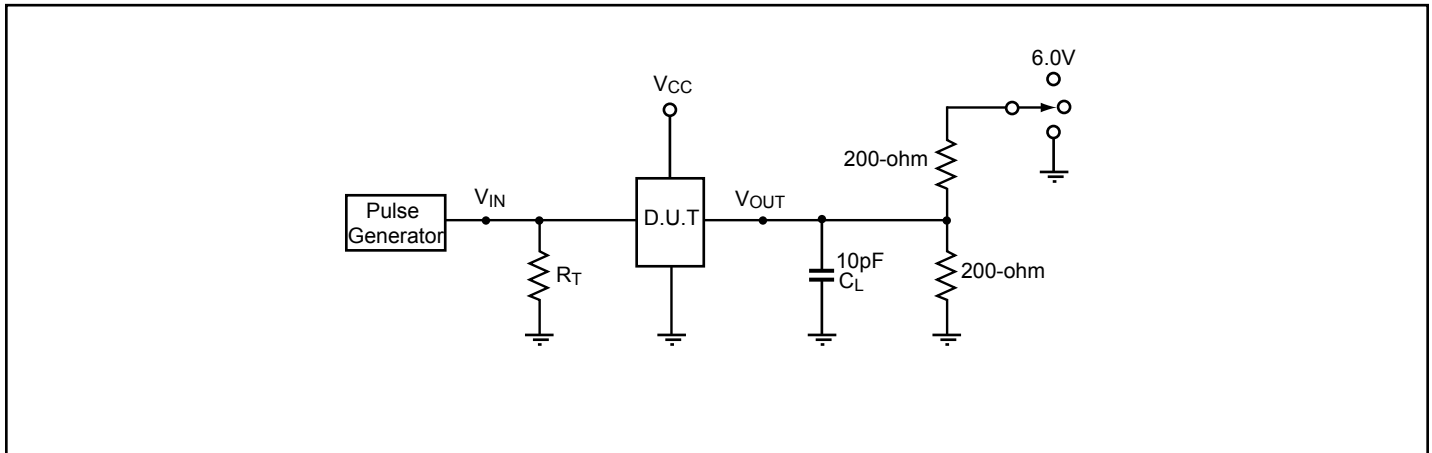 6.0V
VCC
200-ohm
Pulse
Generator
VIN
D.U.T
VOUT
RT
10pF
CL
200-ohm